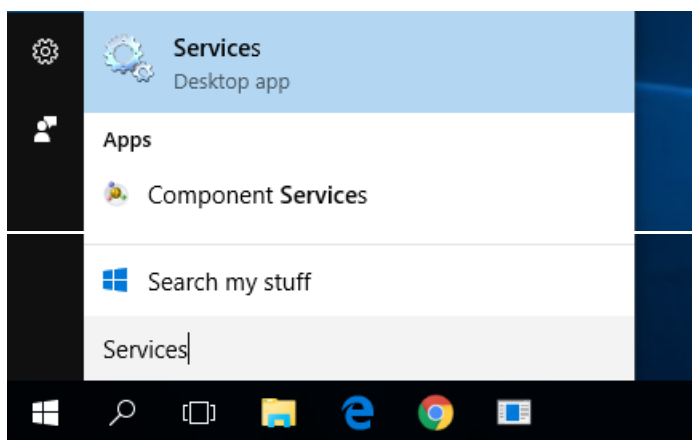 Services
Desktop app
Apps
Component Services
Search my stuff
Services